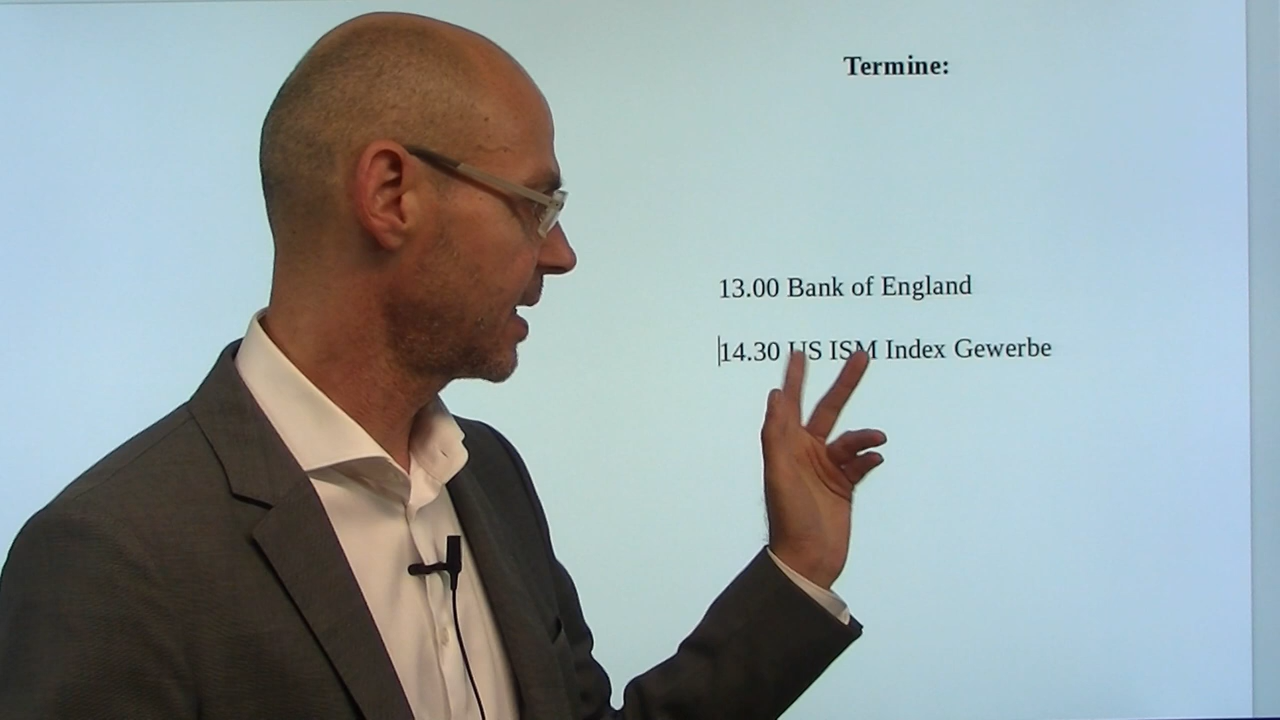 Termine:
13.00 Bank of England
14.30 US ISM Index Gewerbe